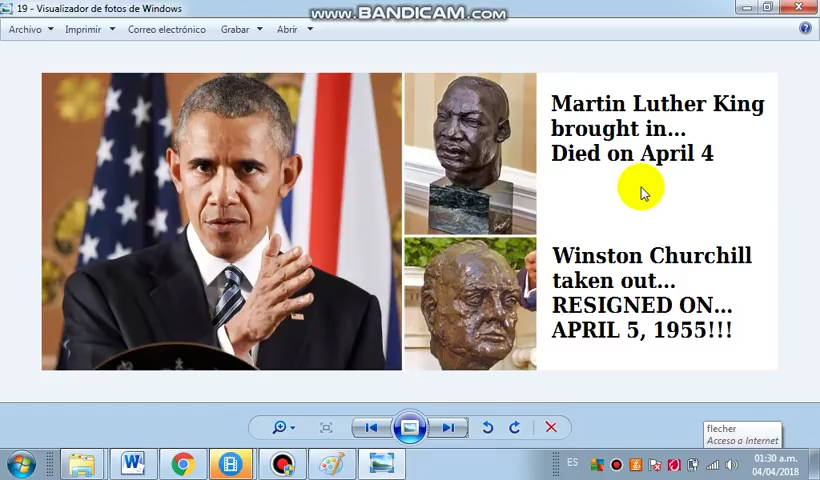 19 - Visualizador de fotos de Windows
www.BANDICAM.com
Archivo Imprimir Correo electrónico Grabar Abrir
Martin Luther King
brought in...
Died on April 4
Winston Churchill
taken out...
RESIGNED ON...
APRIL 5, 1955!!!
flecher
Acceso a Internet
ES
01:30 a.m.
04/04/2018